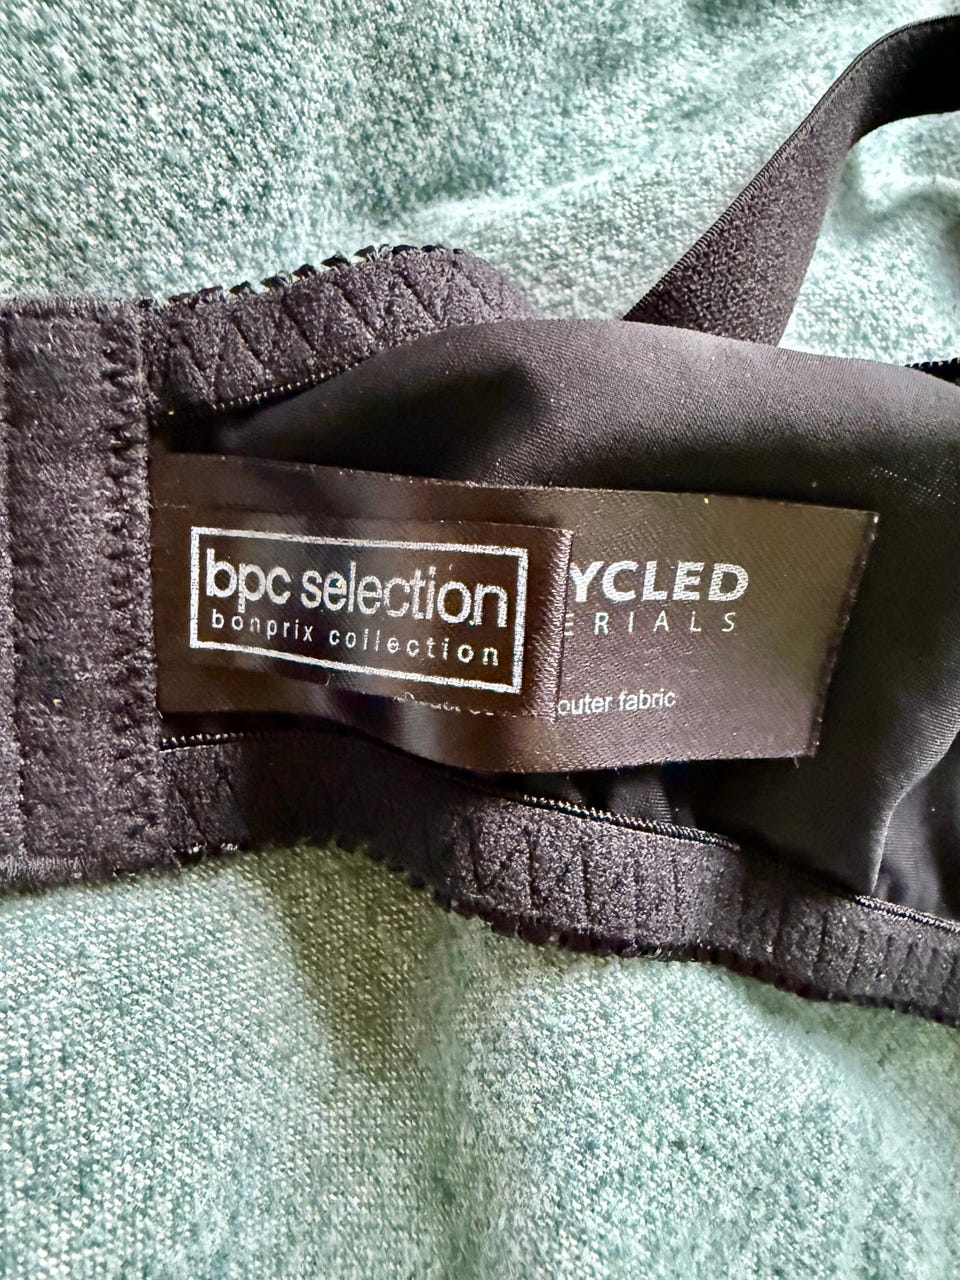 bpc selection
bonprix collection
YCLED
ERIALS
outer fabric